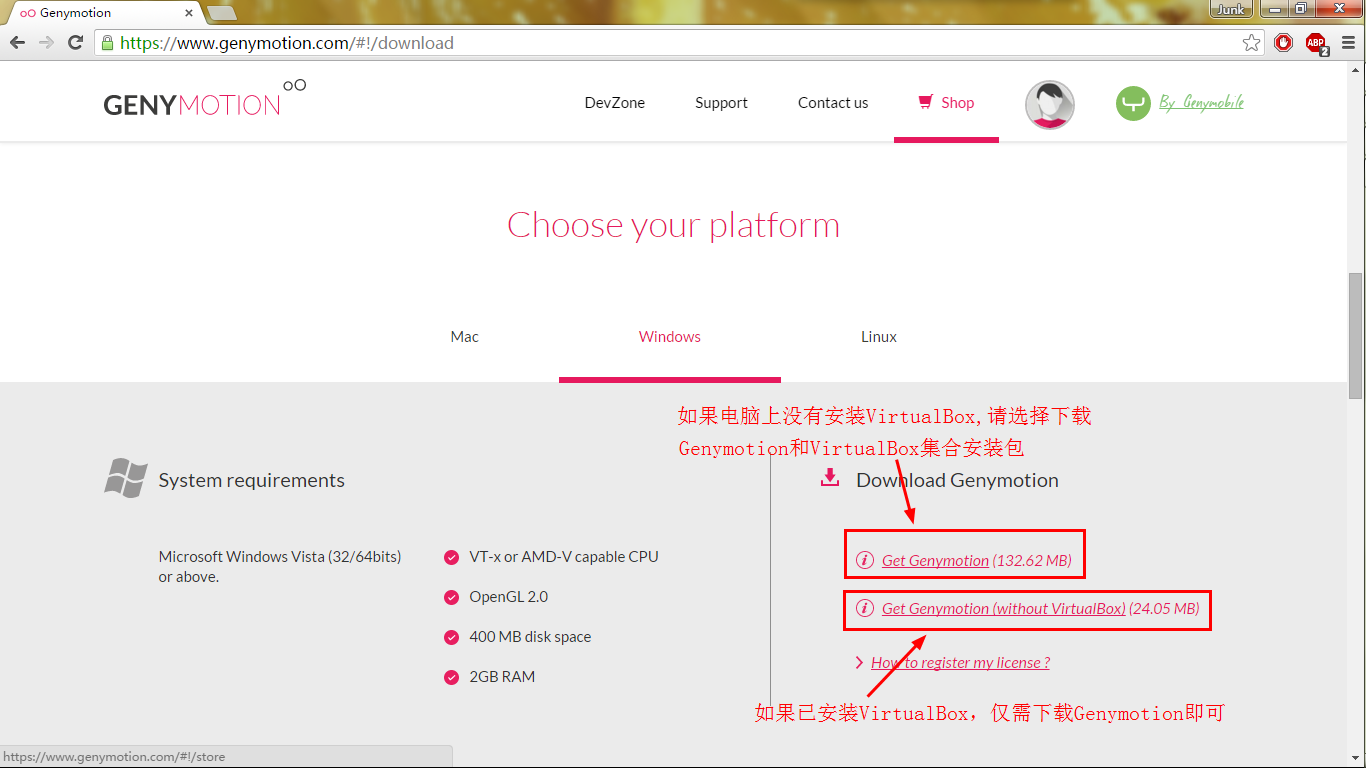 Genymotion
Junk
https://www.genymotion.com/#!/download
ABP
2
GENYMOTION
DevZone
Support
Contact us
Shop
By Genymobile
Choose your platform
Mac
Windows
Linux
如果电脑上没有安装VirtualBox,请选择下载
Genymotion和VirtualBox集合安装包
System requirements
Download Genymotion
Microsoft Windows Vista (32/64bits)
or above.
VT-x or AMD-V capable CPU
OpenGL 2.0
400 MB disk space
2GB RAM
Get Genymotion (132.62 MB)
Get Genymotion (without VirtualBox) (24.05 MB)
How to register my license ?
如果已安装VirtualBox，仅需下载Genymotion即可
https://www.genymotion.com/#!/store